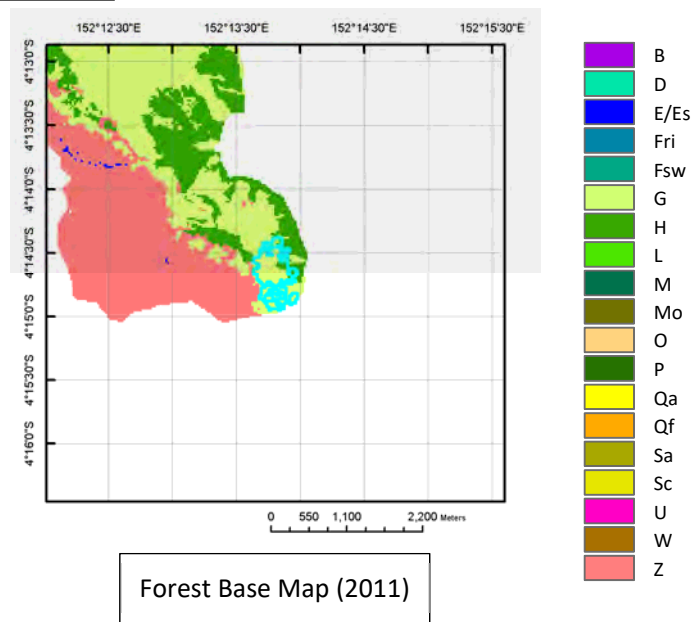 152°12'30"E 152°13'30"E 152°14'30"E 152°15'30"E
4°13'0"S
4°13'30"S
4°14'0"S
4°14'30"S
4°15'0"S
4°15'30"S
4°16'0"S
0 550 1,100 2,200 Meters
Forest Base Map (2011)
B
D
E/Es
Fri
Fsw
G
H
L
M
Mo
O
P
Qa
Qf
Sa
Sc
U
W
Z